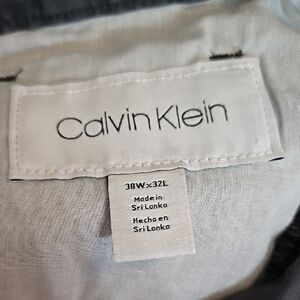 Calvin Klein
38W×32L
Made in
Sri Lanka
Hecho en
Sri Lanka